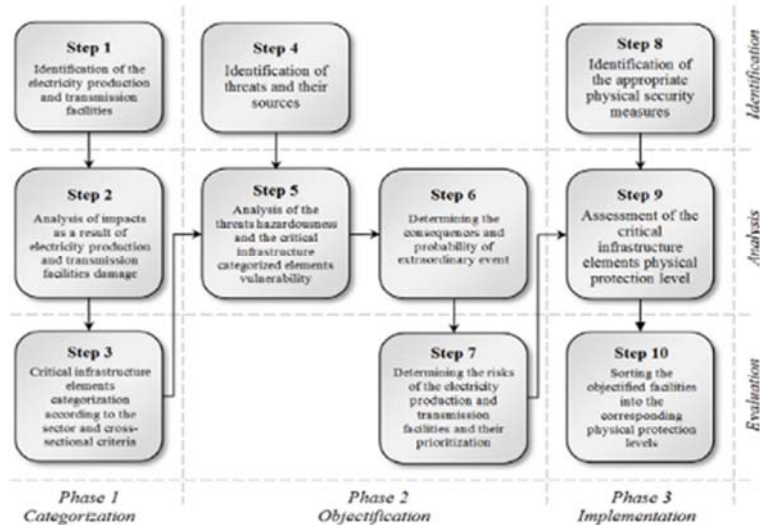 Step 1
Identification of the
electricity production
and transmission
facilities
Step 2
Analysis of impacts
as a result of
electricity production
and transmission
facilities damage
Step 3
Critical infrastructure
elements
categorization
according to the
sector and cross-
sectional criteria
Step 4
Identification of
threats and their
sources
Step 5
Analysis of the
threats hazardousness
and the critical
infrastructure
categorized elements
vulnerability
Step 6
Determining the
consequences and
probability of
extraordinary event
Step 7
Determining the risks
of the electricity
production and
transmission
facilities and their
prioritization
Step 8
Identification of
the appropriate
physical security
measures
Step 9
Assessment of the
critical
infrastructure
elements physical
protection level
Step 10
Sorting the
objectified facilities
into the
corresponding
physical protection
levels
Identification
Analysis
Evaluation
Phase 1
Categorization
Phase 2
Objectification
Phase 3
Implementation